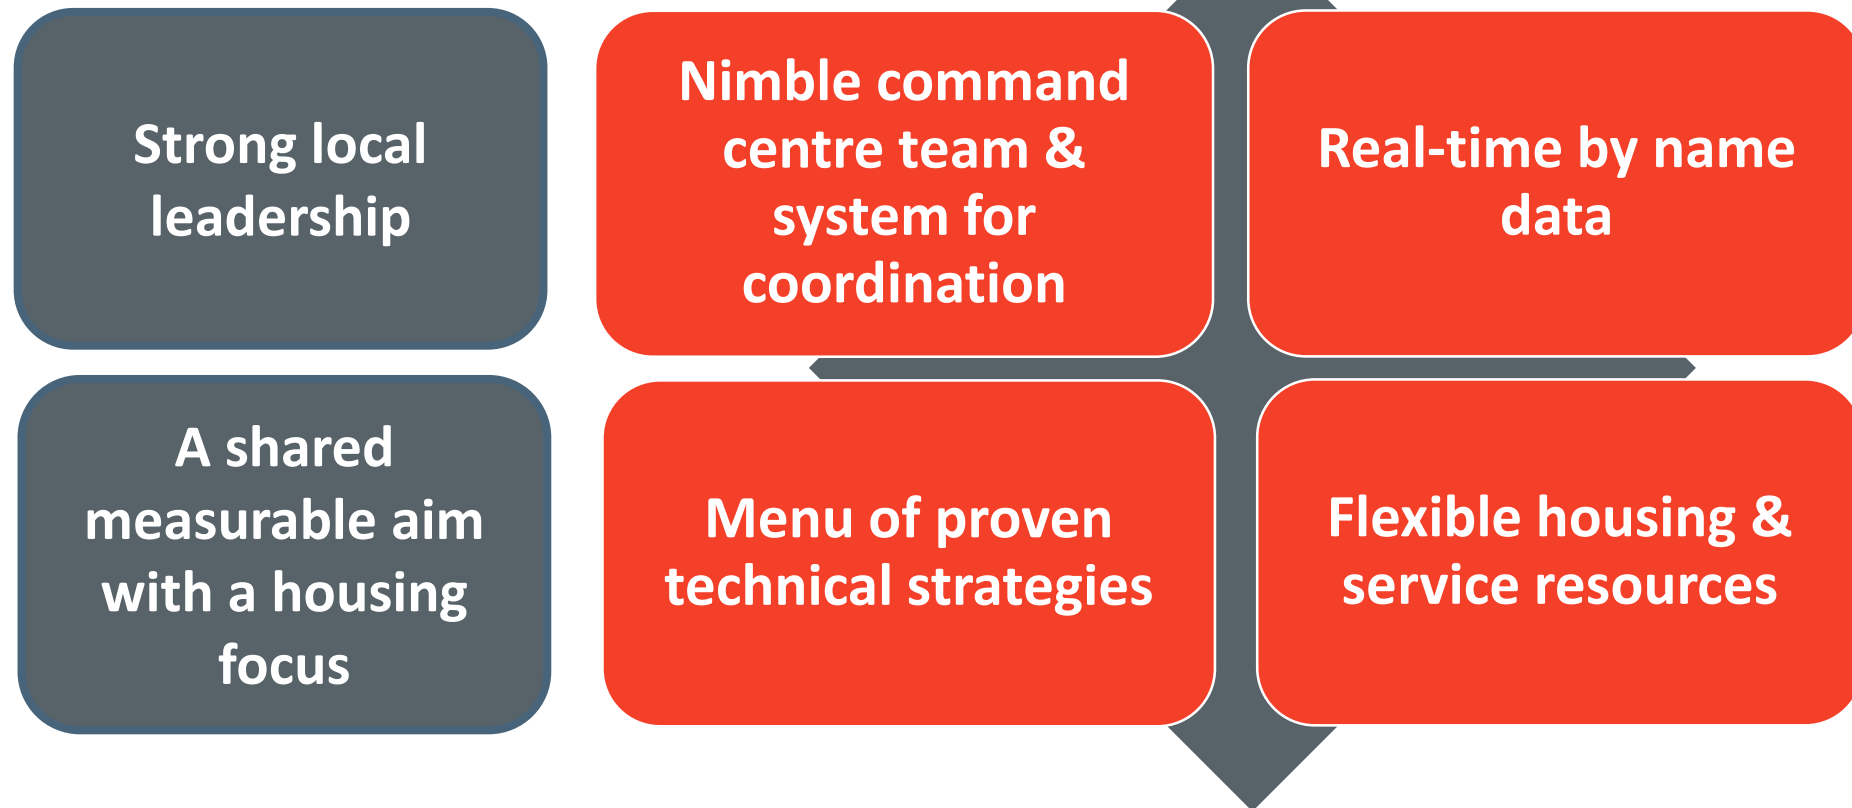 Strong local
leadership
Nimble command
centre team &
system for
coordination
Real-time by name
data
A shared
measurable aim
with a housing
focus
Menu of proven
technical strategies
Flexible housing &
service resources